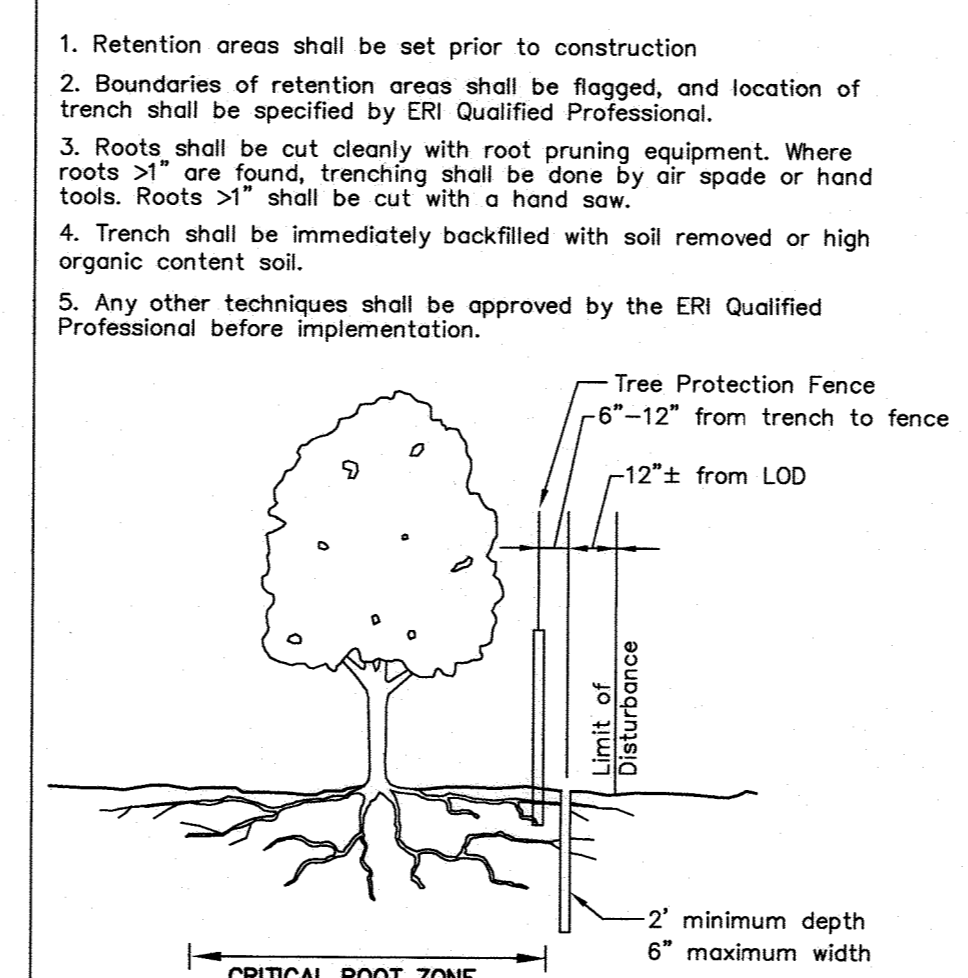 1. Retention areas shall be set prior to construction
2. Boundaries of retention areas shall be flagged, and location of
trench shall be specified by ERI Qualified Professional.
3. Roots shall be cut cleanly with root pruning equipment. Where
roots >1" are found, trenching shall be done by air spade or hand
tools. Roots >1" shall be cut with a hand saw.
4. Trench shall be immediately backfilled with soil removed or high
organic content soil.
5. Any other techniques shall be approved by the ERI Qualified
Professional before implementation.
Tree Protection Fence
6"-12" from trench to fence
12"± from LOD
Limit of
Disturbance
2' minimum depth
6" maximum width
CRITICAL ROOT ZONE